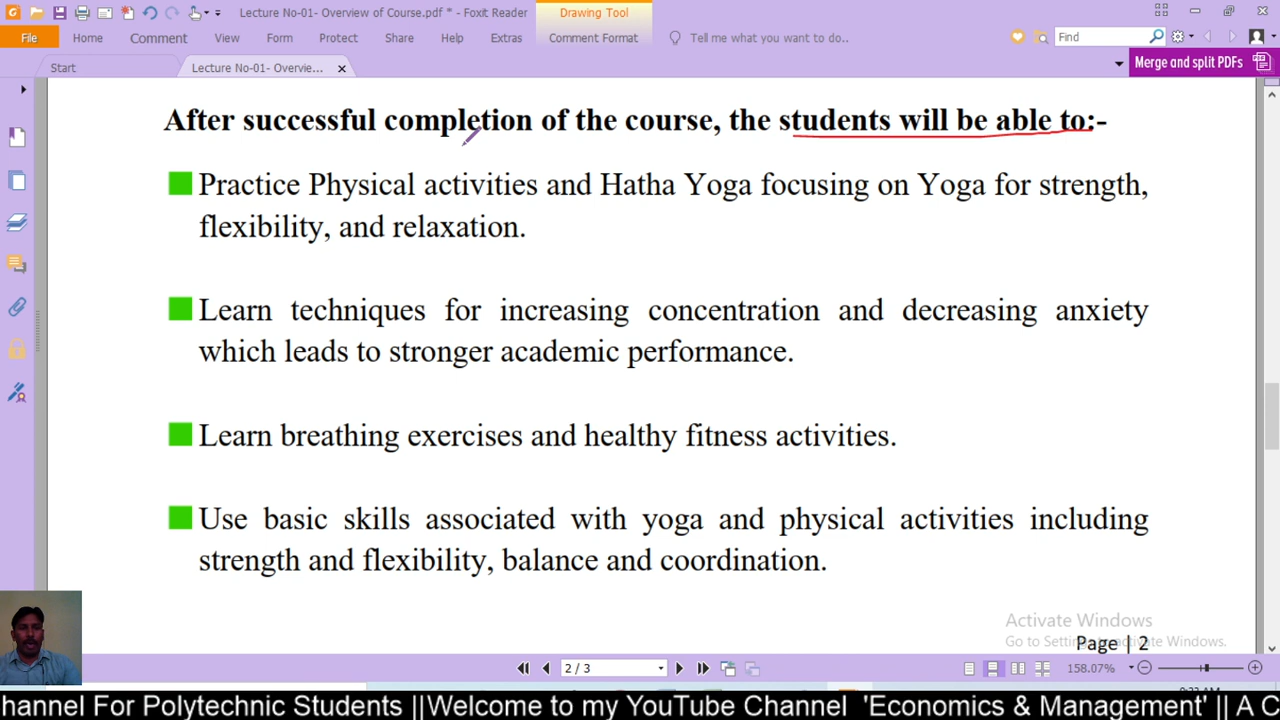 Lecture No-01- Overview of Course.pdf * - Foxit Reader
Drawing Tool
File
Home
Comment
View
Form
Protect
Share
Help
Extras
Comment Format
Tell me what you want to do..
Find
Start
Lecture No-01- Overvie...
Merge and split PDFs
After successful completion of the course, the students will be able to:-
Practice Physical activities and Hatha Yoga focusing on Yoga for strength,
flexibility, and relaxation.
Learn techniques for increasing concentration and decreasing anxiety
which leads to stronger academic performance.
Learn breathing exercises and healthy fitness activities.
Use basic skills associated with yoga and physical activities including
strength and flexibility, balance and coordination.
Activate Windows
Go to Settings to activate Windows.
Page | 2
2 / 3
158.07%
hannel For Polytechnic Students ||Welcome to my YouTube Channel 'Economics & Management' || A C